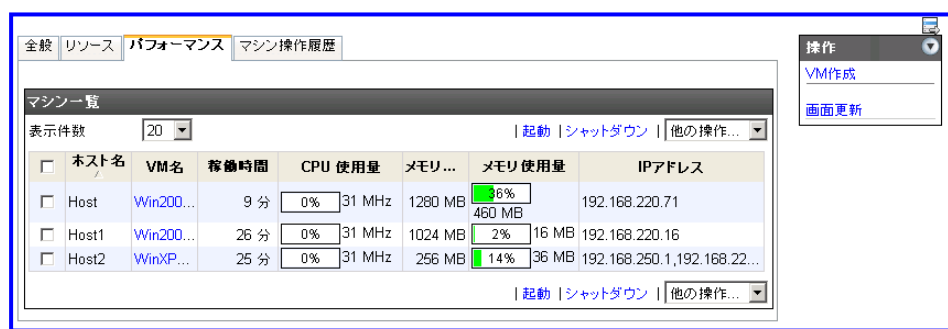 全般 リソース パフォーマンス マシン操作履歴
操作
VM作成
画面更新
マシン一覧
表示件数 20 | 起動 | シャットダウン | 他の操作...
ホスト名 VM名 稼働時間 CPU 使用量 メモリ... メモリ使用量 IPアドレス
Host Win200... 9 分 0% 31 MHz 1280 MB 36% 460 MB 192.168.220.71
Host1 Win200... 26 分 0% 31 MHz 1024 MB 2% 16 MB 192.168.220.16
Host2 WinXP... 25 分 0% 31 MHz 256 MB 14% 36 MB 192.168.250.1,192.168.22...
| 起動 | シャットダウン | 他の操作...